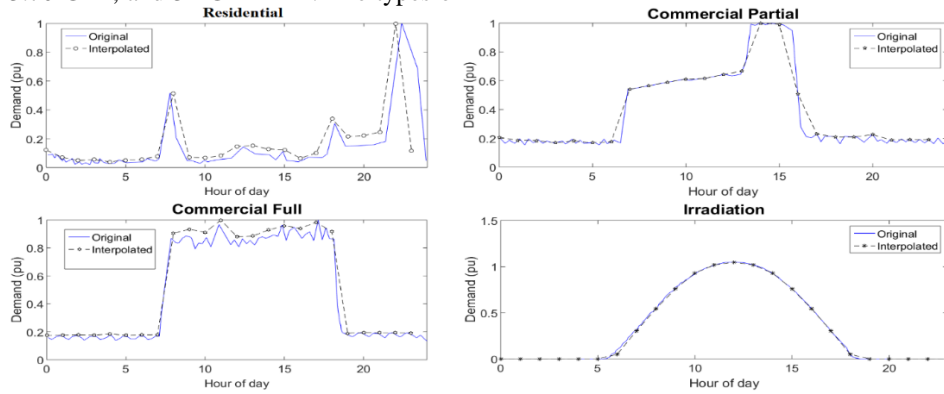 Residential
Demand (pu)
1
0.8
0.6
0.4
0.2
0
0 5 10 15 20
Hour of day
Original
Interpolated
Commercial Partial
Demand (pu)
1
0.8
0.6
0.4
0.2
0
0 5 10 15 20
Hour of day
Original
Interpolated
Commercial Full
Demand (pu)
1
0.8
0.6
0.4
0.2
0
0 5 10 15 20
Hour of day
Original
Interpolated
Irradiation
Demand (pu)
1.5
1
0.5
0
0 5 10 15 20
Hour of day
Original
Interpolated